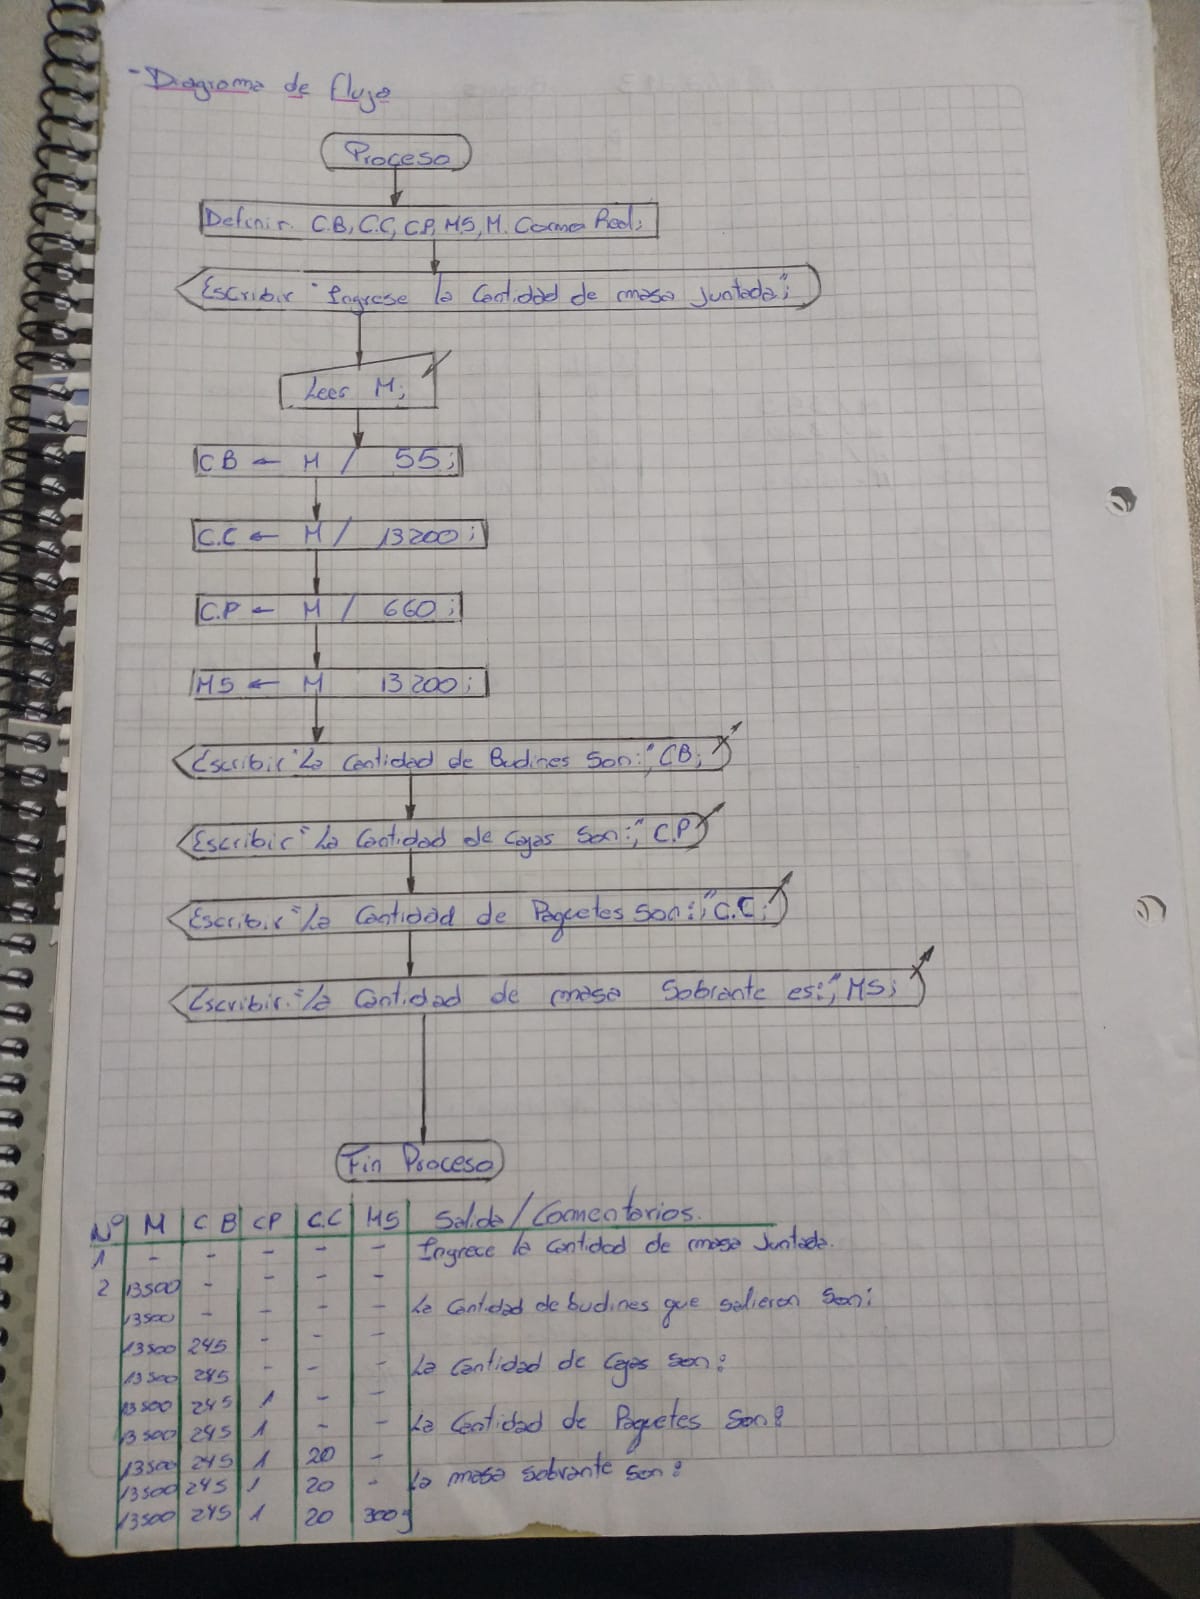 - Diagrama de flujo
Proceso
Definir C.B, C.C, C.P, M.S, M. Como Real;
Escribir "Ingrese la Cantidad de masa juntada";
Leer M;
CB ← M / 55;
C.C ← M / 13200;
C.P ← M / 660;
MS ← M 13200;
Escribir "La Cantidad de Budines Son:", CB;
Escribir "La Cantidad de Cajas Son:", C.P
Escribir "La Cantidad de Paquetes Son:", C.C;
Escribir. "la Cantidad de masa Sobrante es:", MS;
Fin Proceso
Nº M C B CP C.C MS Salida / Comentarios.
1 - - - - - Ingrece la Cantidad de masa Juntada.
2 13500 - - - -
13500 - - - - La Cantidad de budines que salieron Son:
13500 245 - - -
13500 245 - - - La Cantidad de Cajas Son:
13500 245 1 - -
13500 245 1 - - La Cantidad de Paquetes Son:
13500 245 1 20 -
13500 245 1 20 - La masa sobrante son:
13500 245 1 20 300g